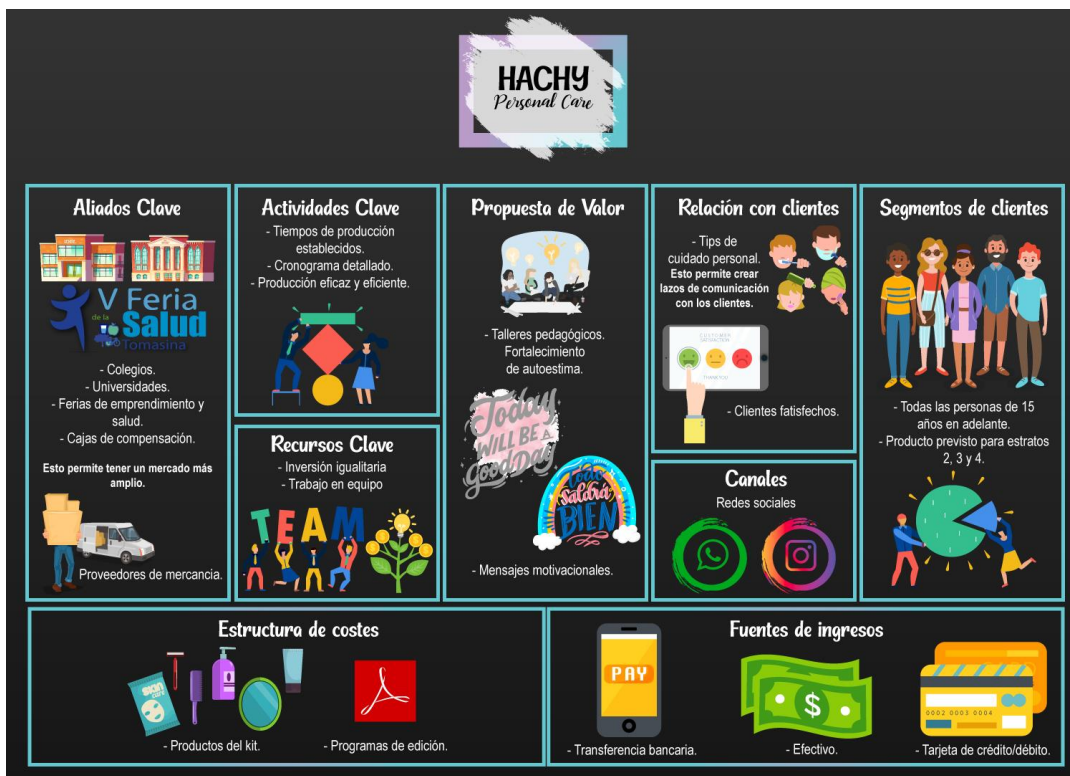 HACHY
Personal Care
Aliados Clave
V Feria
de la
Salud
Tomasina
- Colegios.
- Universidades.
- Ferias de emprendimiento y
salud.
- Cajas de compensación.
Esto permite tener un mercado más
amplio.
Proveedores de mercancia.
Actividades Clave
- Tiempos de producción
establecidos.
- Cronograma detallado.
- Producción eficaz y eficiente.
Recursos Clave
- Inversión igualitaria
- Trabajo en equipo
TEAM
Propuesta de Valor
- Talleres pedagógicos.
Fortalecimiento
de autoestima.
Today
WILL BE A
Good Day
todo
saldrá
BIEN
- Mensajes motivacionales.
Relación con clientes
- Tips de
cuidado personal.
Esto permite crear
lazos de comunicación
con los clientes.
CUSTOMER
SATISFACTION
THANK YOU
- Clientes fatisfechos.
Canales
Redes sociales
Segmentos de clientes
- Todas las personas de 15
años en adelante.
- Producto previsto para estratos
2, 3 y 4.
Estructura de costes
skin
care
- Productos del kit.
- Programas de edición.
Fuentes de ingresos
PAY
- Transferencia bancaria.
$
- Efectivo.
0002 0003 0004
- Tarjeta de crédito/débito.